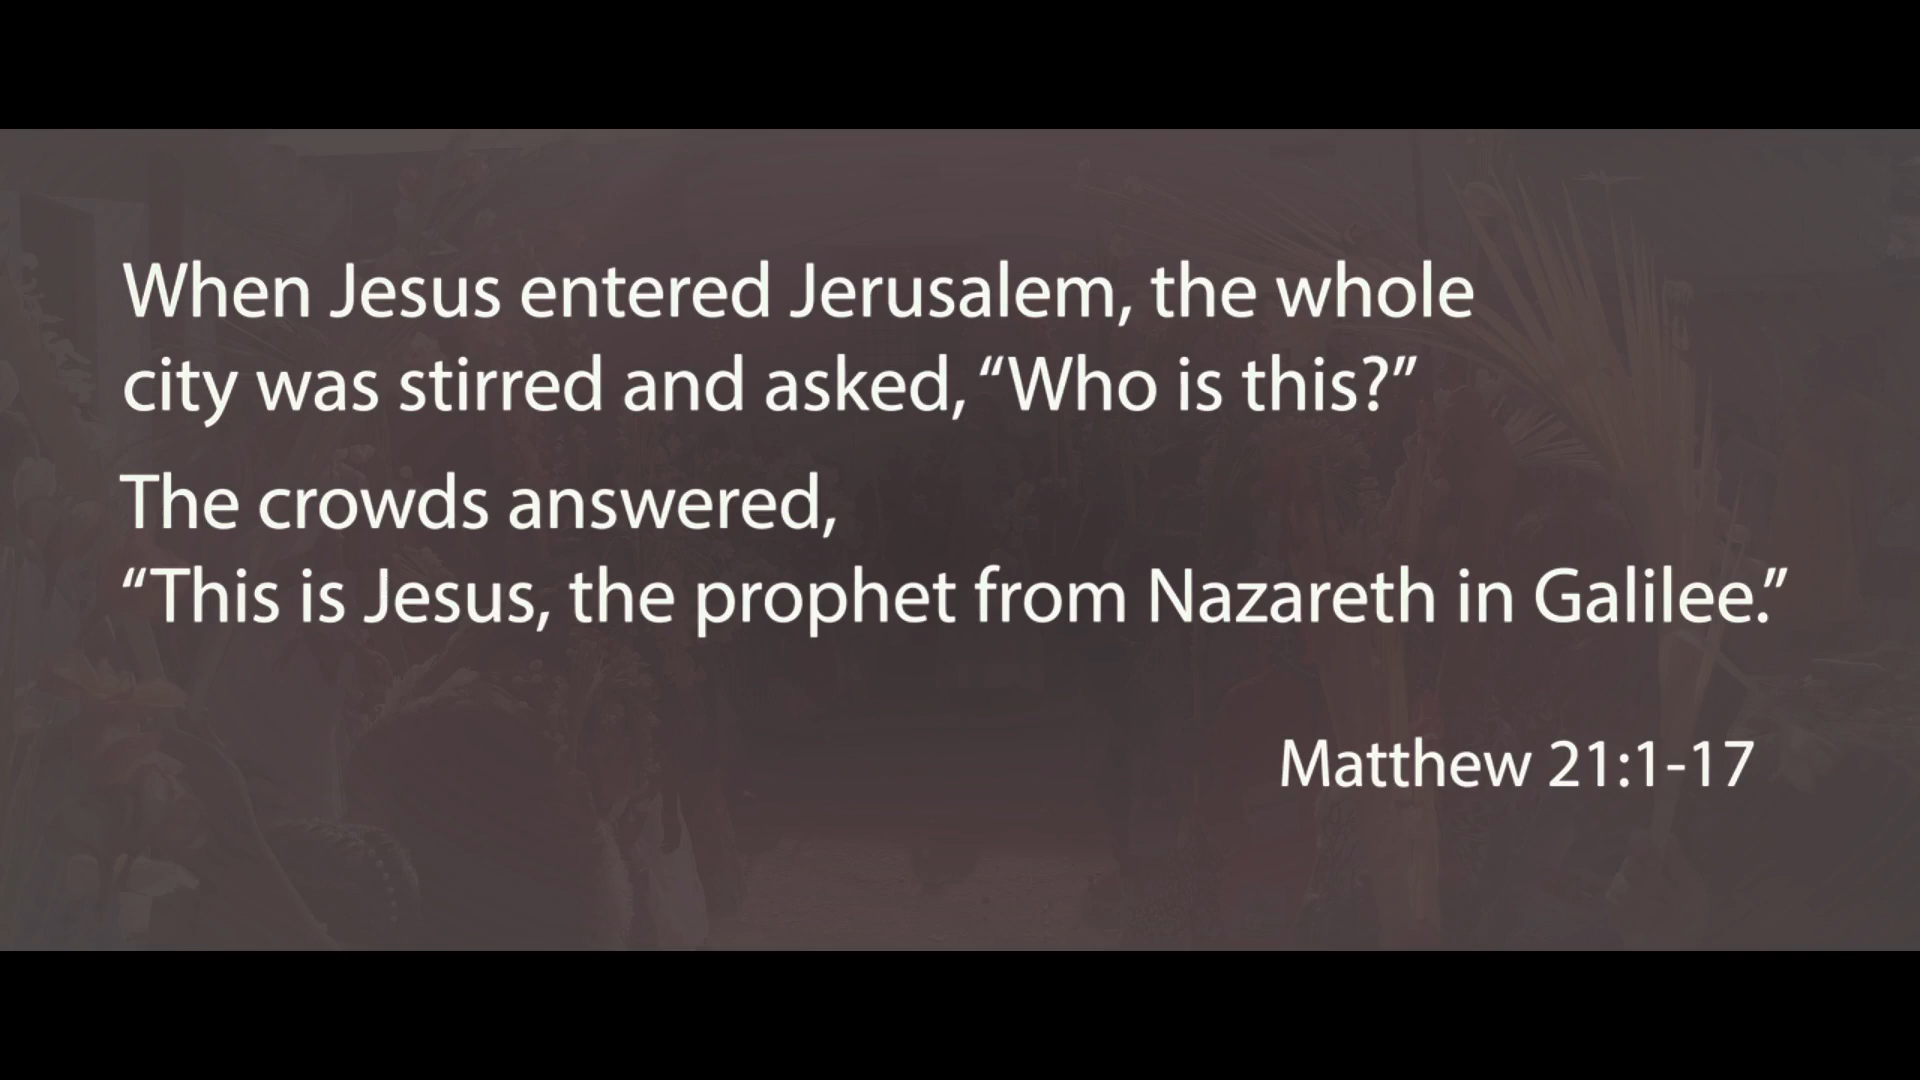 When Jesus entered Jerusalem, the whole
city was stirred and asked, “Who is this?”
The crowds answered,
“This is Jesus, the prophet from Nazareth in Galilee.”
Matthew 21:1-17